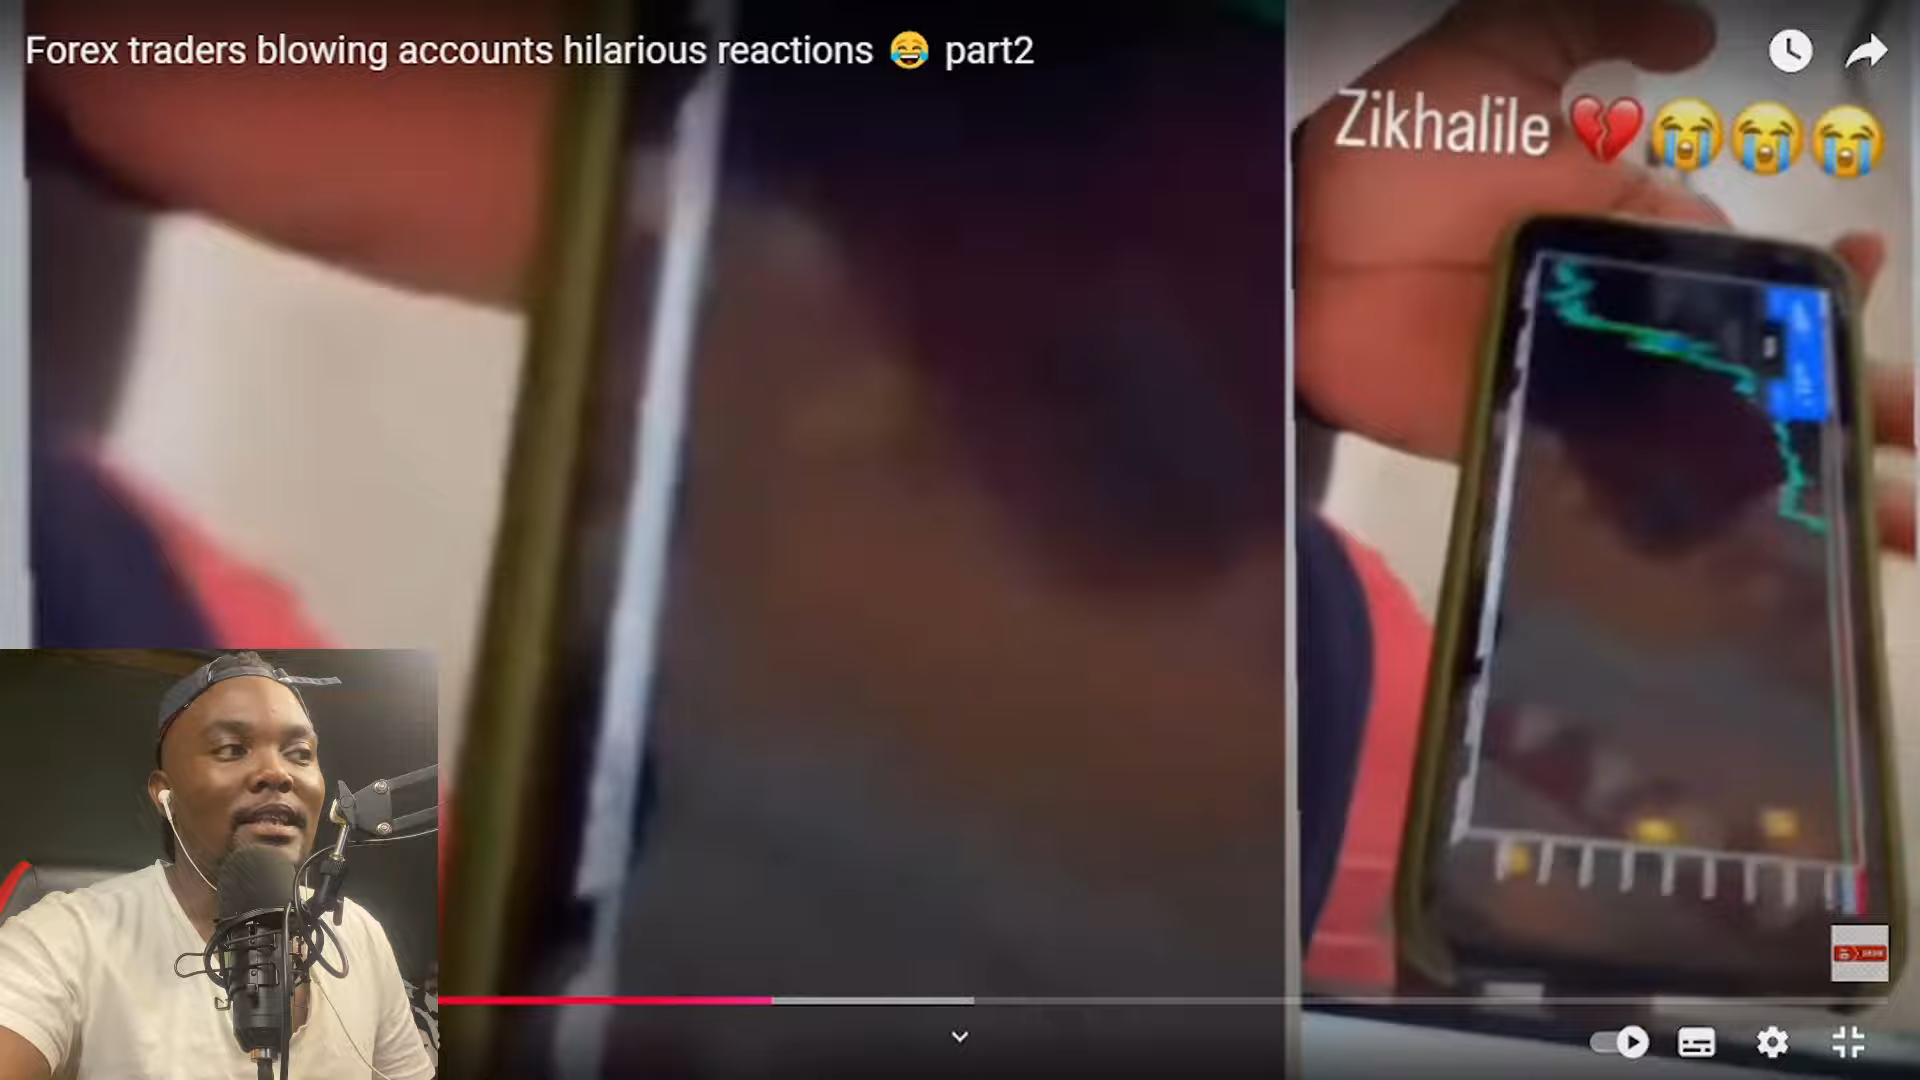 Forex traders blowing accounts hilarious reactions 😂 part2
Zikhalile 💔😭😭😭